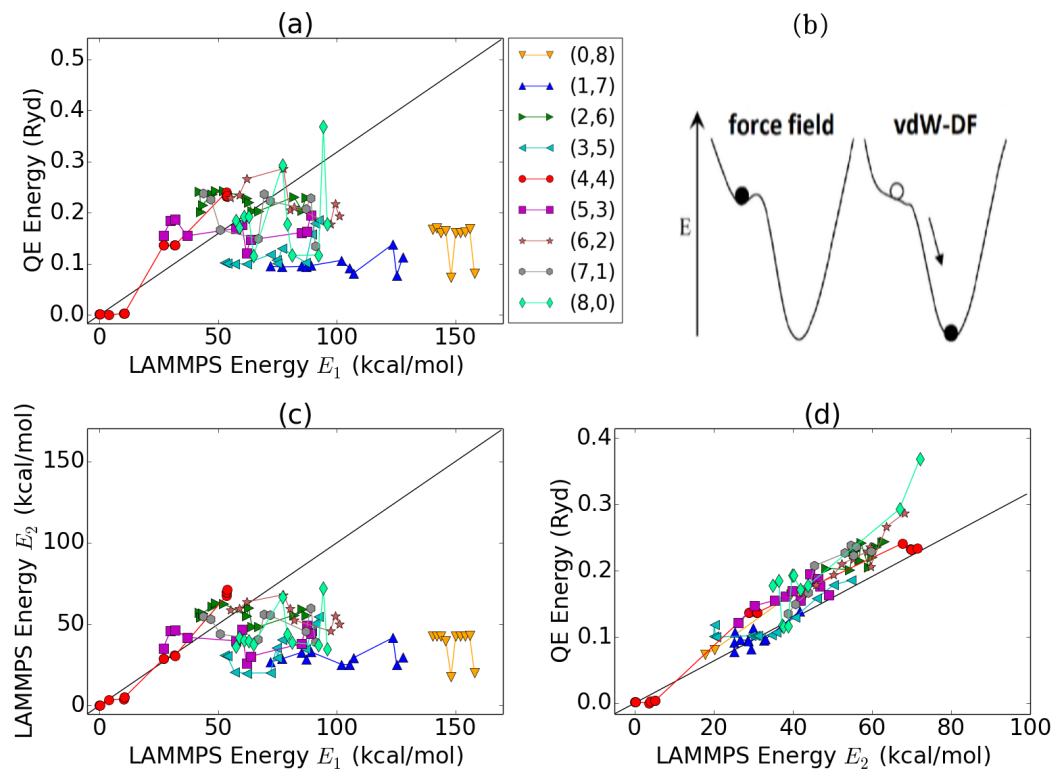 (a)
0.5
0.4
0.3
0.2
0.1
0.0
QE Energy (Ryd)
0 50 100 150
LAMMPS Energy E₁ (kcal/mol)
(0,8)
(1,7)
(2,6)
(3,5)
(4,4)
(5,3)
(6,2)
(7,1)
(8,0)
(b)
force field vdW-DF
E
(c)
150
100
50
0
LAMMPS Energy E₂ (kcal/mol)
0 50 100 150
LAMMPS Energy E₁ (kcal/mol)
(d)
0.4
0.3
0.2
0.1
0.0
QE Energy (Ryd)
0 20 40 60 80 100
LAMMPS Energy E₂ (kcal/mol)